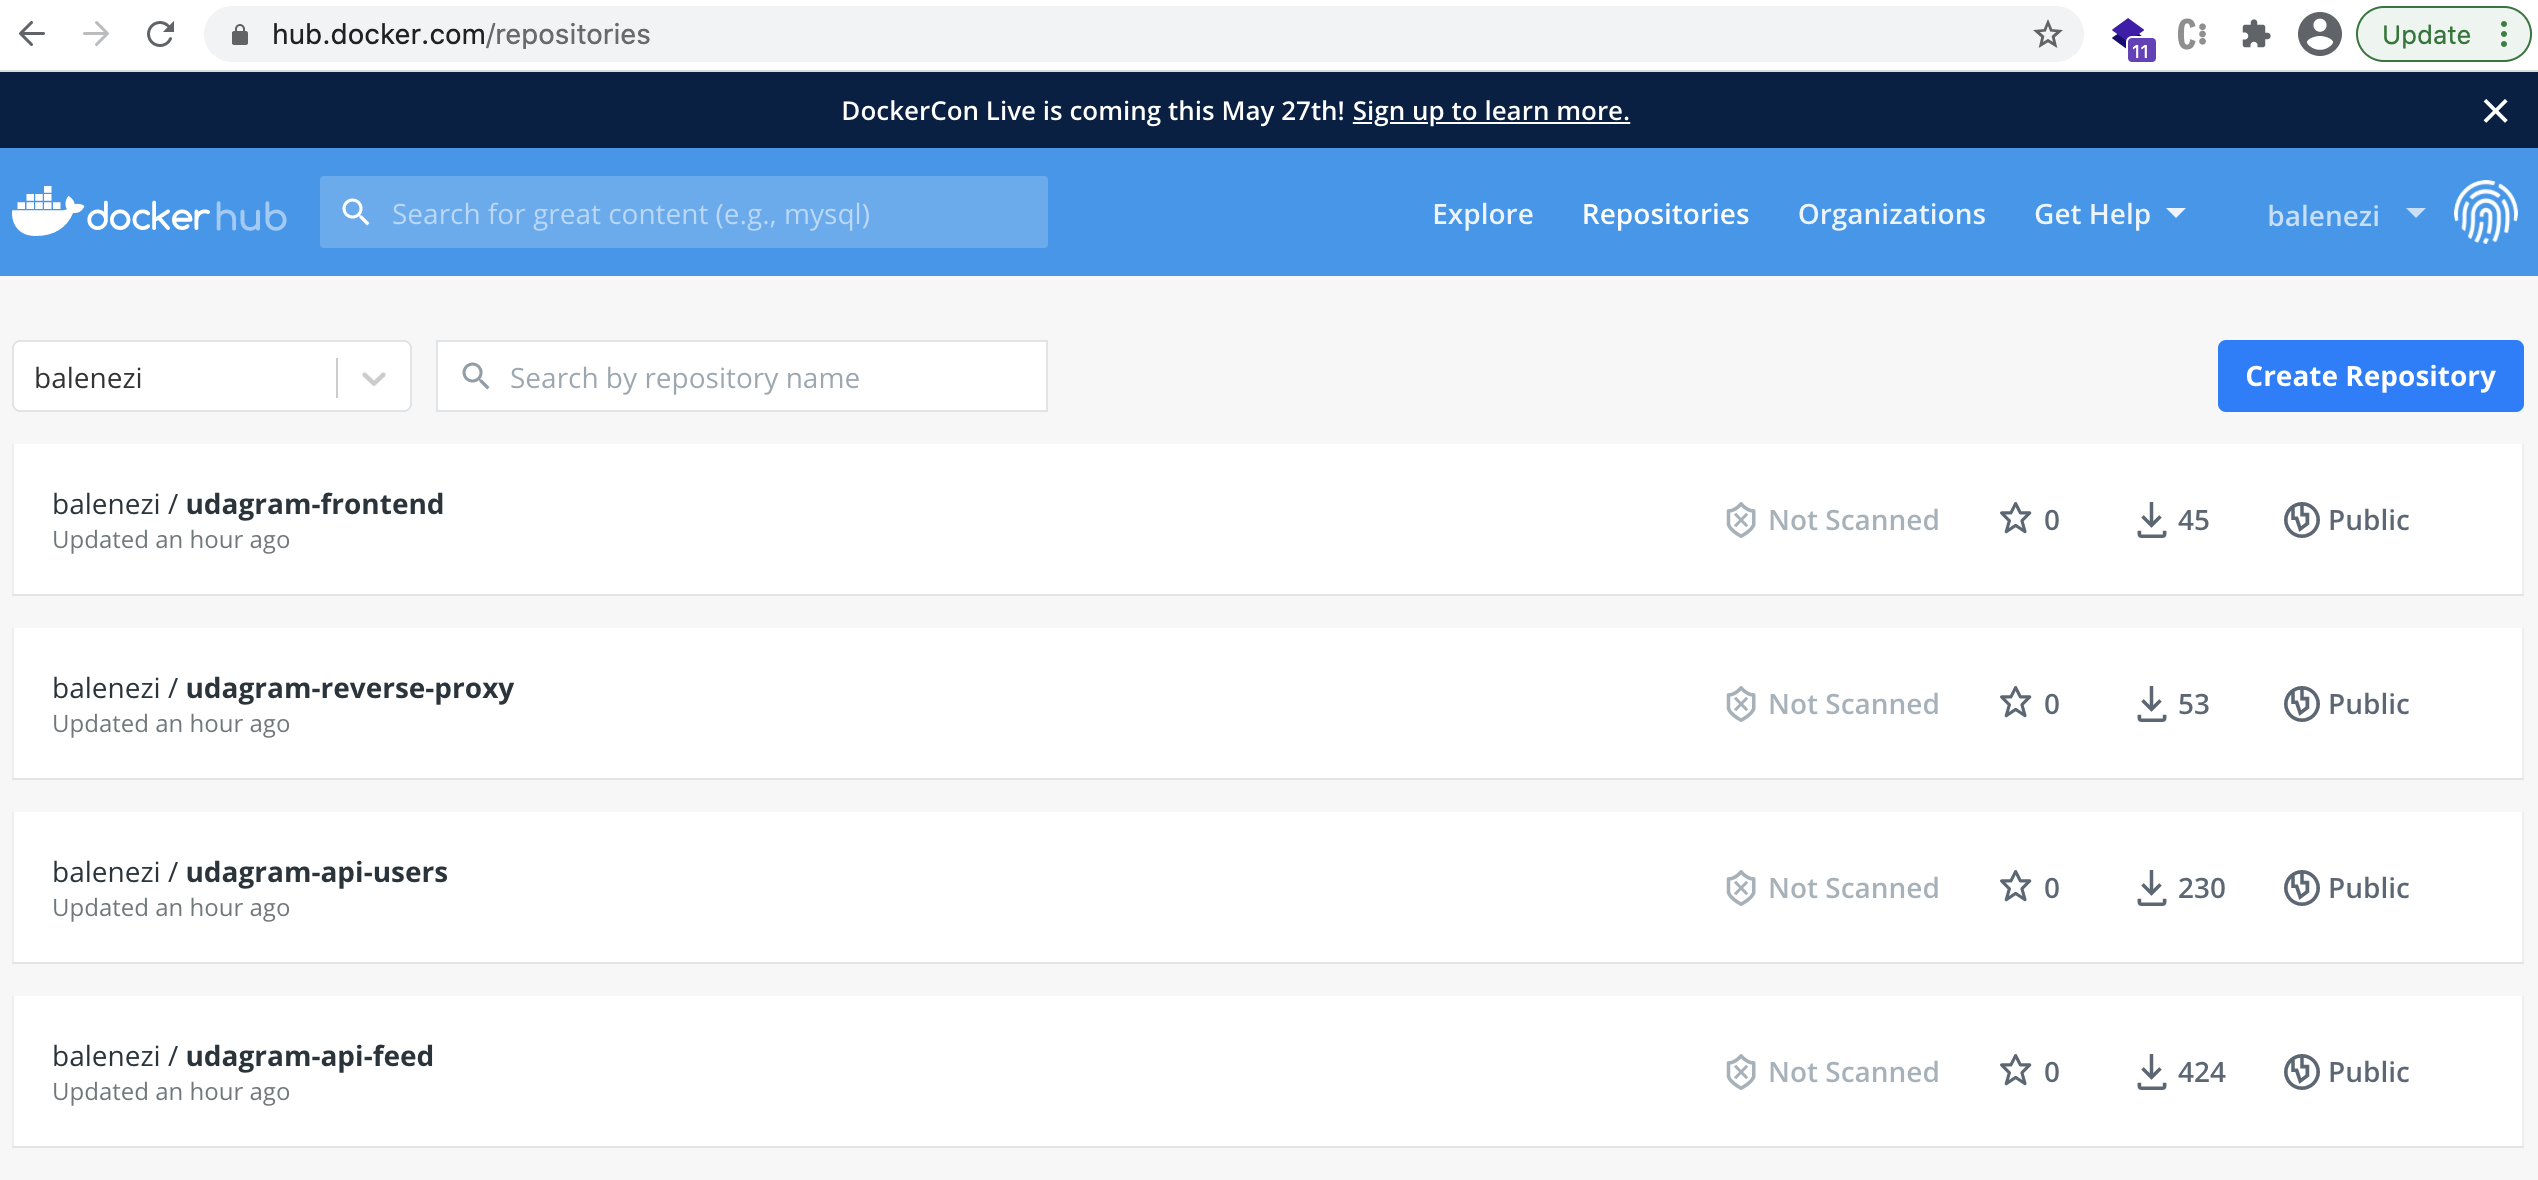 hub.docker.com/repositories
11
Update
DockerCon Live is coming this May 27th! Sign up to learn more.
docker hub
Search for great content (e.g., mysql)
Explore
Repositories
Organizations
Get Help
balenezi
balenezi
Search by repository name
Create Repository
balenezi / udagram-frontend
Updated an hour ago
Not Scanned
0
45
Public
balenezi / udagram-reverse-proxy
Updated an hour ago
Not Scanned
0
53
Public
balenezi / udagram-api-users
Updated an hour ago
Not Scanned
0
230
Public
balenezi / udagram-api-feed
Updated an hour ago
Not Scanned
0
424
Public